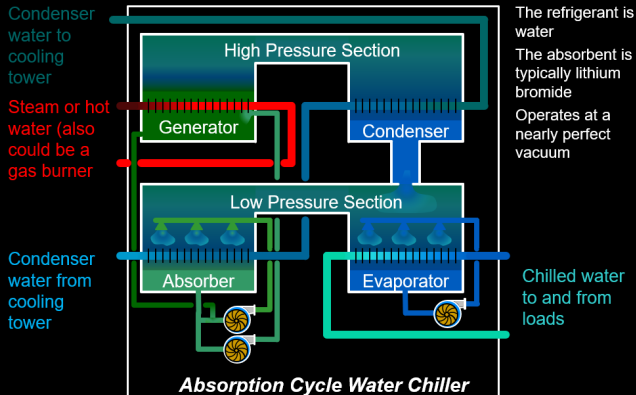 Condenser
water to
cooling
tower
The refrigerant is
water
The absorbent is
typically lithium
bromide
Operates at a
nearly perfect
vacuum
High Pressure Section
Steam or hot
water (also
could be a
gas burner
Generator
Condenser
Low Pressure Section
Condenser
water from
cooling
tower
Absorber
Evaporator
Chilled water
to and from
loads
Absorption Cycle Water Chiller